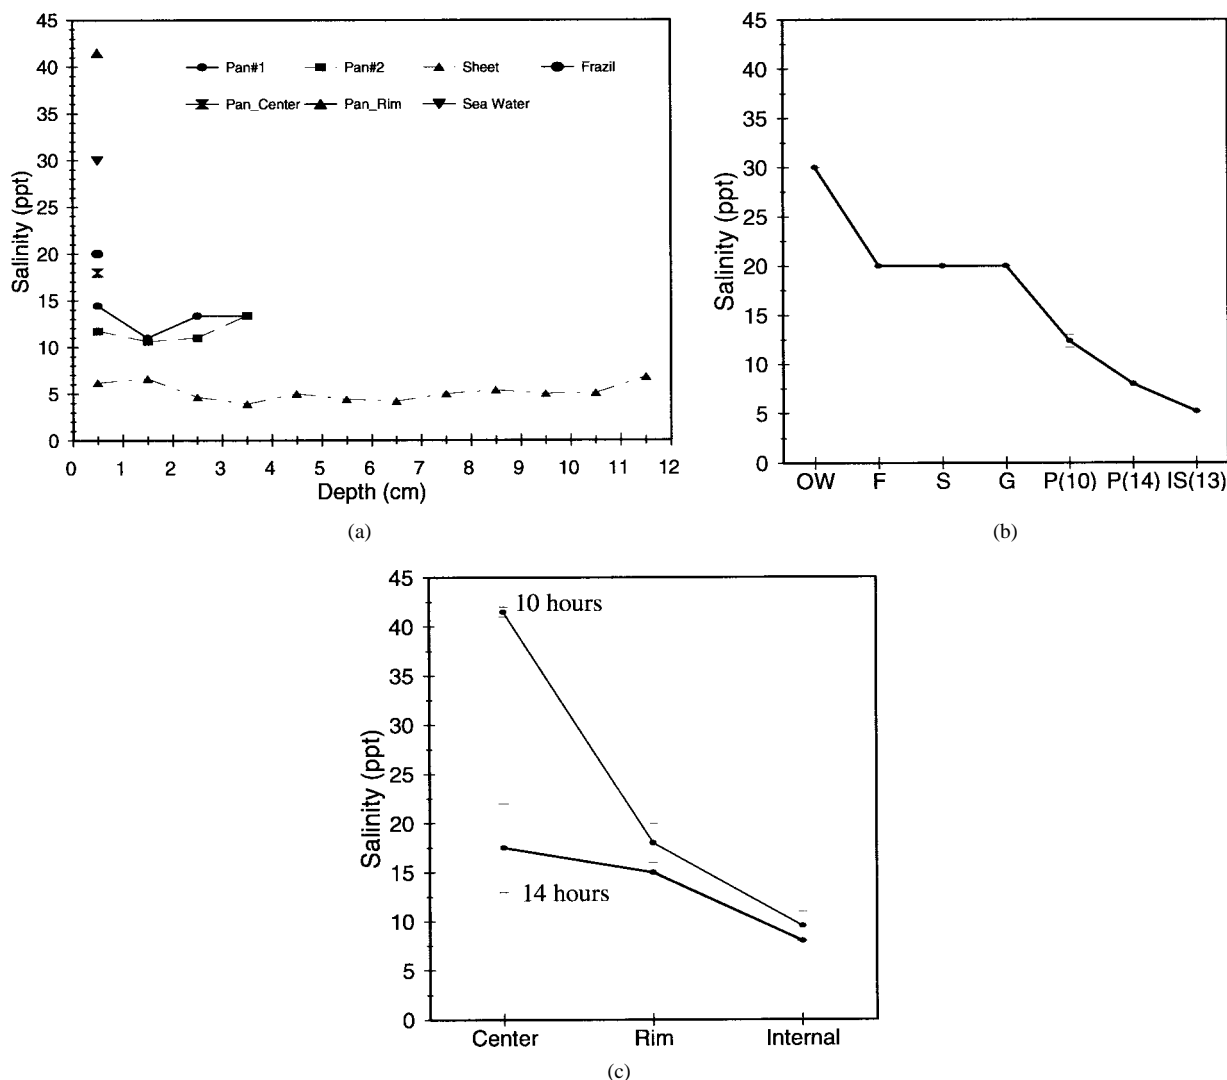 45
40
35
30
25
20
15
10
5
0
Salinity (ppt)
Pan#1 Pan#2 Sheet Frazil
Pan_Center Pan_Rim Sea Water
0 1 2 3 4 5 6 7 8 9 10 11 12
Depth (cm)
(a)
45
40
35
30
25
20
15
10
5
0
Salinity (ppt)
OW F S G P(10) P(14) IS(13)
(b)
45
40
35
30
25
20
15
10
5
0
Salinity (ppt)
10 hours
14 hours
Center Rim Internal
(c)